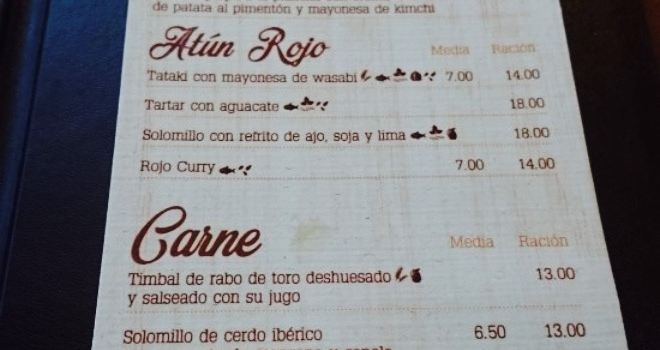 de patata al pimentón y mayonesa de kimchi
Atún Rojo Media Ración
Tataki con mayonesa de wasabi 7.00 14.00
Tartar con aguacate 18.00
Solomillo con refrito de ajo, soja y lima 18.00
Rojo Curry 7.00 14.00
Carne Media Ración
Timbal de rabo de toro deshuesado 13.00
y salseado con su jugo
Solomillo de cerdo ibérico 6.50 13.00